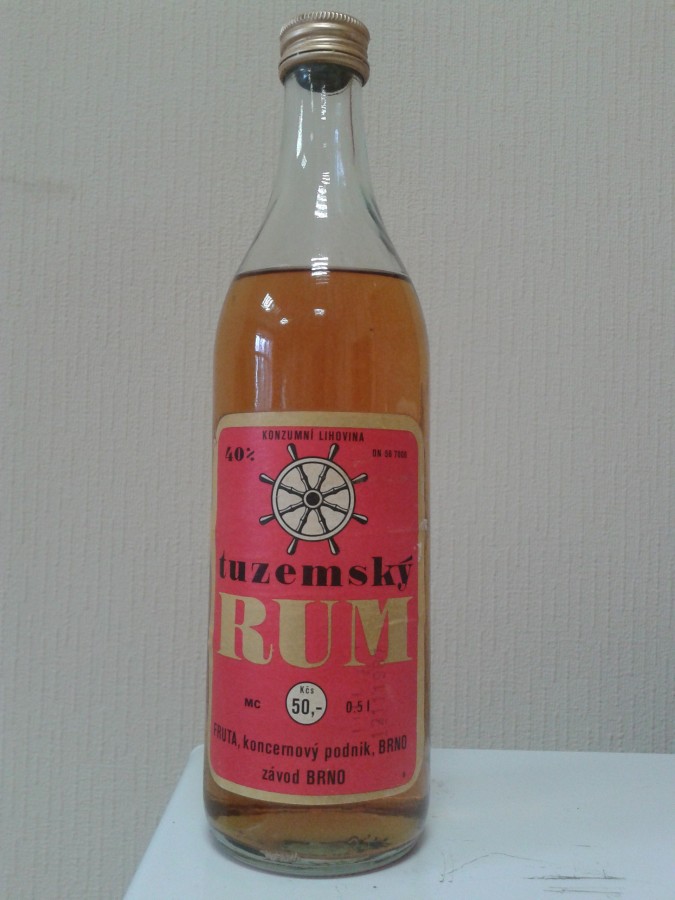 KONZUMNÍ LIHOVINA
40%
tuzemský
RUM
Kčs
MC 50,- 0,5 l
FRUTA, koncernový podnik, BRNO
závod BRNO